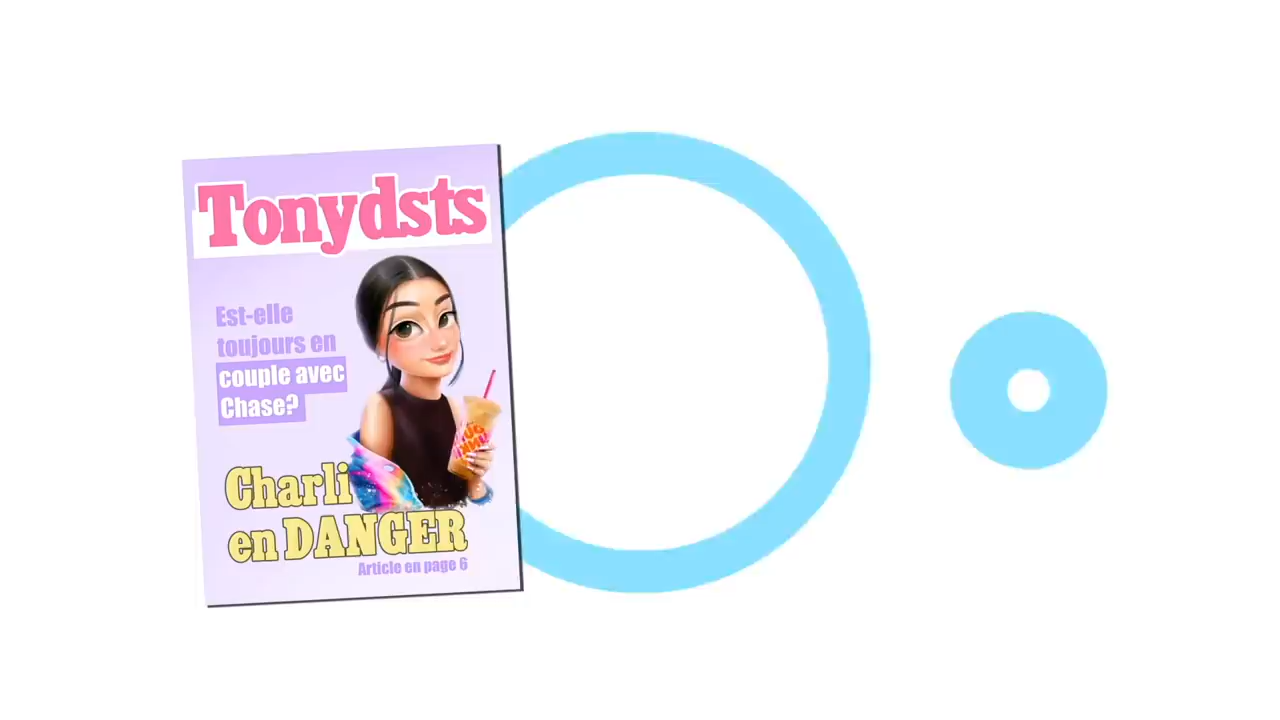 Tonydsts
Est-elle
toujours en
couple avec
Chase?
Charli
en DANGER
Article en page 6